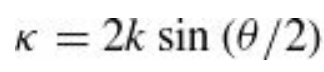 κ = 2k sin (θ/2)